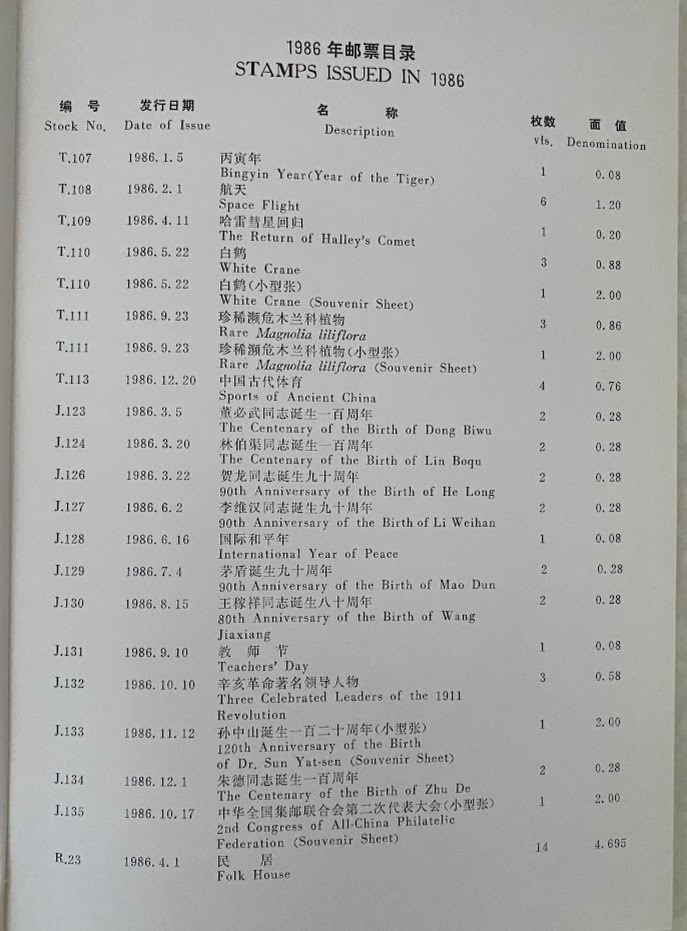 1986 年邮票目录
STAMPS ISSUED IN 1986
编 号 发行日期 名 称 枚数 面 值
Stock No. Date of Issue Description vls. Denomination
T.107 1986.1.5 丙寅年 1 0.08
Bingyin Year(Year of the Tiger)
T.108 1986.2.1 航天 6 1.20
Space Flight
T.109 1986.4.11 哈雷彗星回归 1 0.20
The Return of Halley's Comet
T.110 1986.5.22 白鹤 3 0.88
White Crane
T.110 1986.5.22 白鹤(小型张) 1 2.00
White Crane (Souvenir Sheet)
T.111 1986.9.23 珍稀濒危木兰科植物 3 0.86
Rare Magnolia liliflora
T.111 1986.9.23 珍稀濒危木兰科植物(小型张) 1 2.00
Rare Magnolia liliflora (Souvenir Sheet)
T.113 1986.12.20 中国古代体育 4 0.76
Sports of Ancient China
J.123 1986.3.5 董必武同志诞生一百周年 2 0.28
The Centenary of the Birth of Dong Biwu
J.124 1986.3.20 林伯渠同志诞生一百周年 2 0.28
The Centenary of the Birth of Lin Boqu
J.126 1986.3.22 贺龙同志诞生九十周年 2 0.28
90th Anniversary of the Birth of He Long
J.127 1986.6.2 李维汉同志诞生九十周年 2 0.28
90th Anniversary of the Birth of Li Weihan
J.128 1986.6.16 国际和平年 1 0.08
International Year of Peace
J.129 1986.7.4 茅盾诞生九十周年 2 0.28
90th Anniversary of the Birth of Mao Dun
J.130 1986.8.15 王稼祥同志诞生八十周年 2 0.28
80th Anniversary of the Birth of Wang
Jiaxiang
J.131 1986.9.10 教 师 节 1 0.08
Teachers' Day
J.132 1986.10.10 辛亥革命著名领导人物 3 0.58
Three Celebrated Leaders of the 1911
Revolution
J.133 1986.11.12 孙中山诞生一百二十周年(小型张) 1 2.00
120th Anniversary of the Birth
of Dr. Sun Yat-sen (Souvenir Sheet)
J.134 1986.12.1 朱德同志诞生一百周年 2 0.28
The Centenary of the Birth of Zhu De
J.135 1986.10.17 中华全国集邮联合会第二次代表大会(小型张) 1 2.00
2nd Congress of All-China Philatelic
Federation (Souvenir Sheet)
R.23 1986.4.1 民 居 14 4.695
Folk House